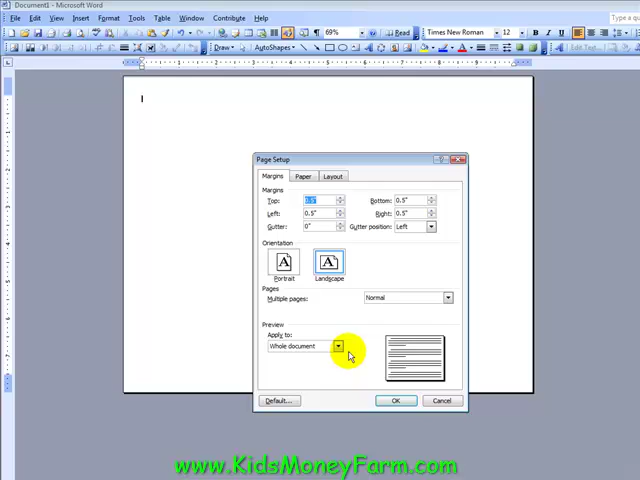 Document1 - Microsoft Word
File Edit View Insert Format Tools Table Window Contribute Help
69% Read Times New Roman 12 B I U
Draw AutoShapes Edit Text
Page Setup
Margins Paper Layout
Margins
Top: 0.5" Bottom: 0.5"
Left: 0.5" Right: 0.5"
Gutter: 0" Gutter position: Left
Orientation
Portrait Landscape
Pages
Multiple pages: Normal
Preview
Apply to:
Whole document
Default... OK Cancel
www.KidsMoneyFarm.com